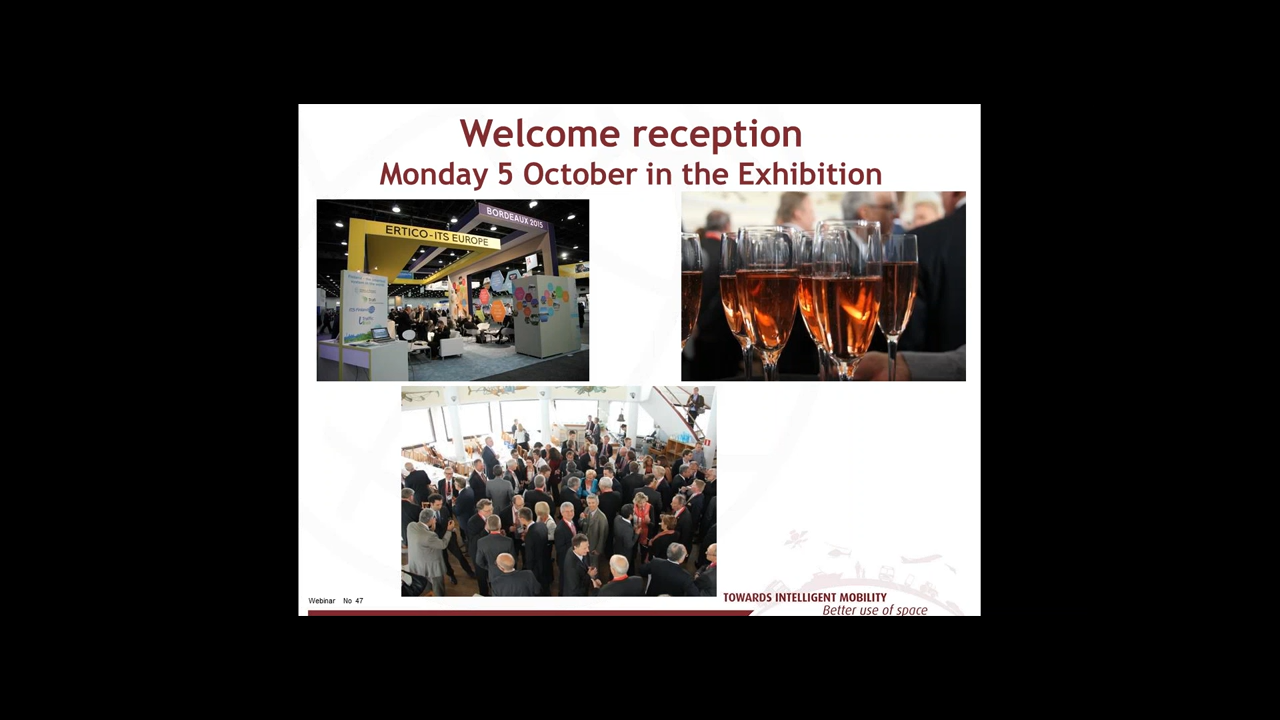 Welcome reception
Monday 5 October in the Exhibition
BORDEAUX 2015
ERTICO - ITS EUROPE
Webinar No 47
TOWARDS INTELLIGENT MOBILITY
Better use of space